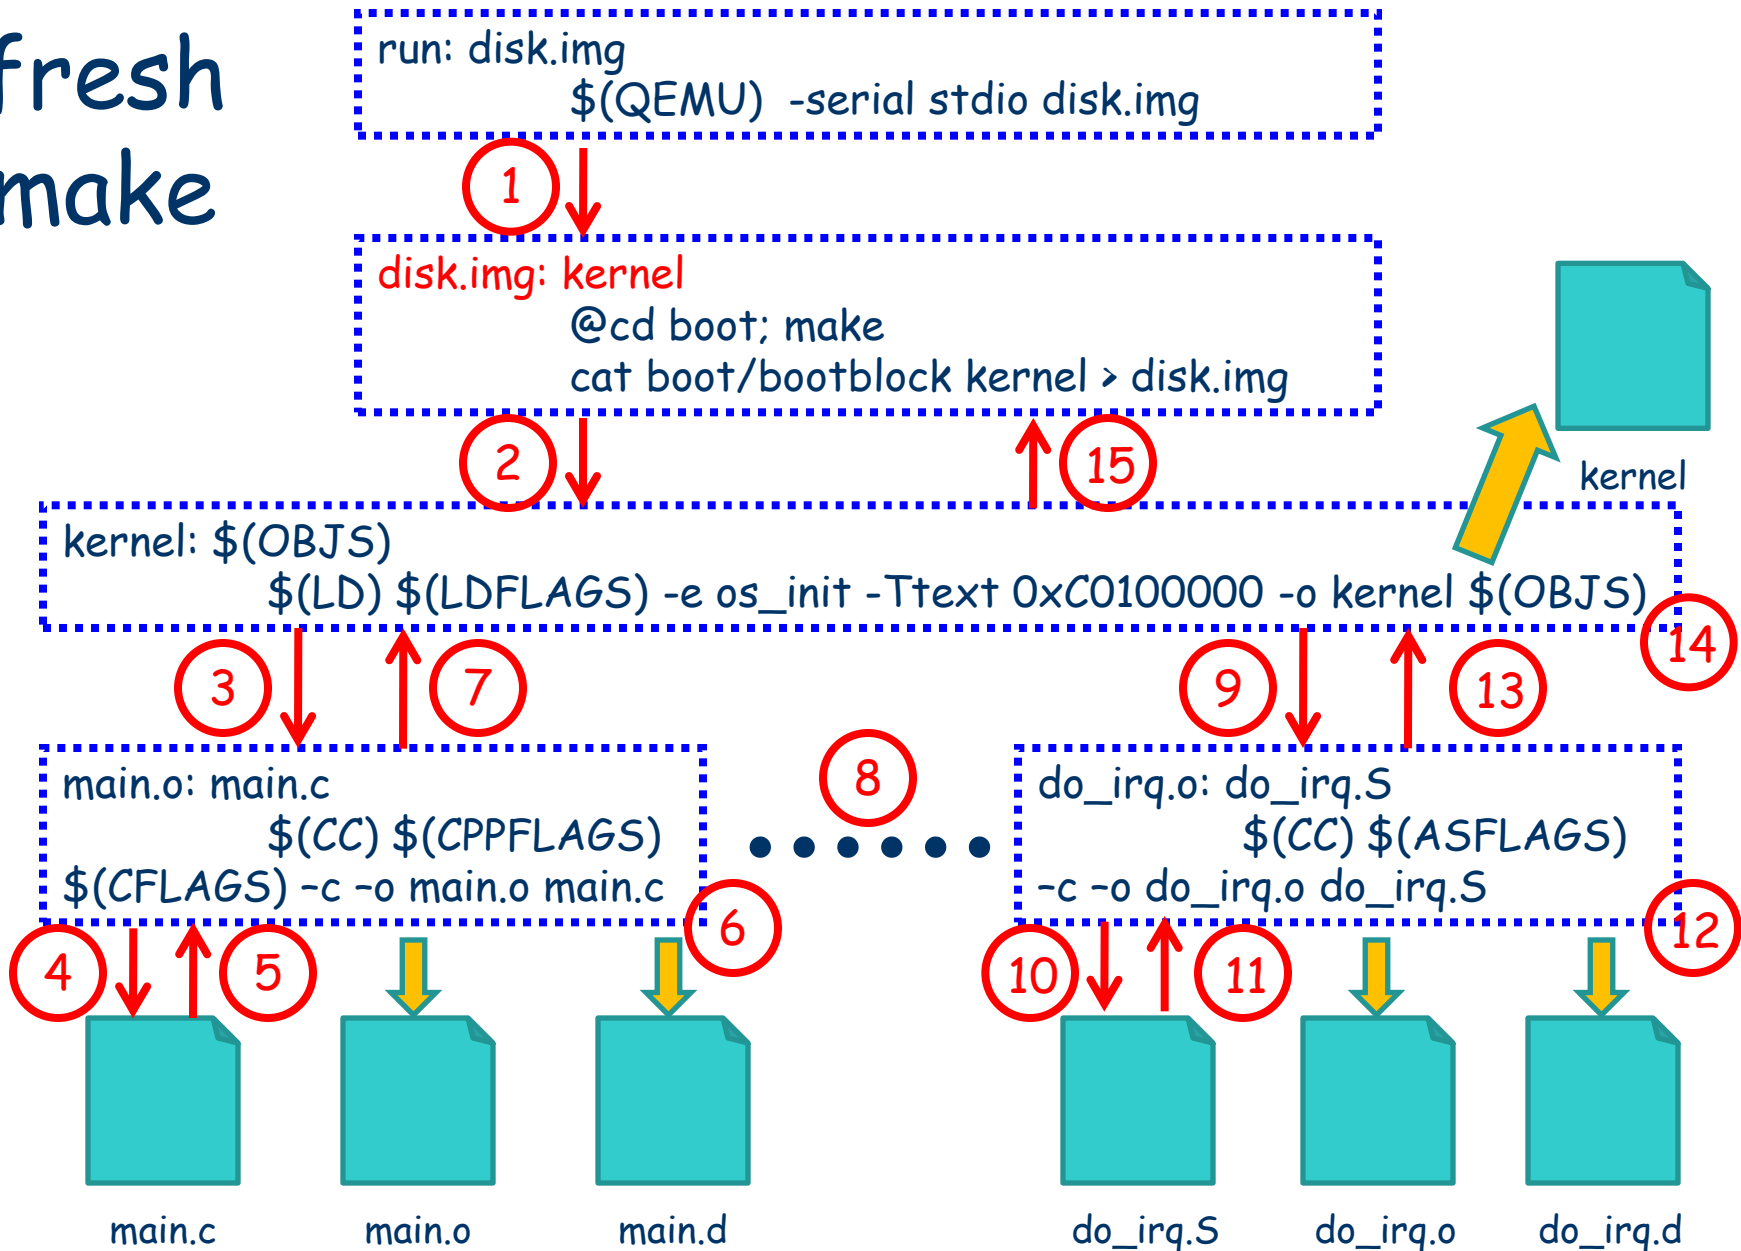 fresh
make
run: disk.img
$(QEMU) -serial stdio disk.img
1
disk.img: kernel
@cd boot; make
cat boot/bootblock kernel > disk.img
2
15
kernel
kernel: $(OBJS)
$(LD) $(LDFLAGS) -e os_init -Ttext 0xC0100000 -o kernel $(OBJS)
14
3
7
9
13
main.o: main.c
$(CC) $(CPPFLAGS)
$(CFLAGS) -c -o main.o main.c
6
8
do_irq.o: do_irq.S
$(CC) $(ASFLAGS)
-c -o do_irq.o do_irq.S
12
4
5
10
11
main.c
main.o
main.d
do_irq.S
do_irq.o
do_irq.d